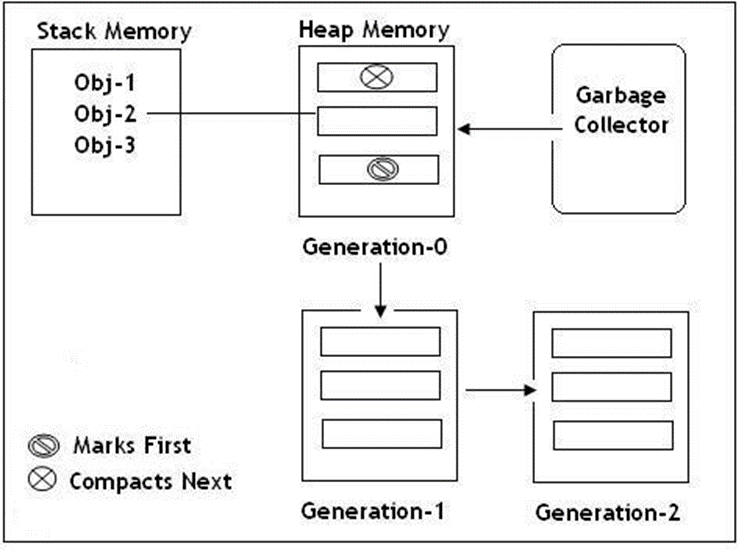 Stack Memory
Heap Memory
Obj-1
Obj-2
Obj-3
Garbage
Collector
Generation-0
Marks First
Compacts Next
Generation-1
Generation-2